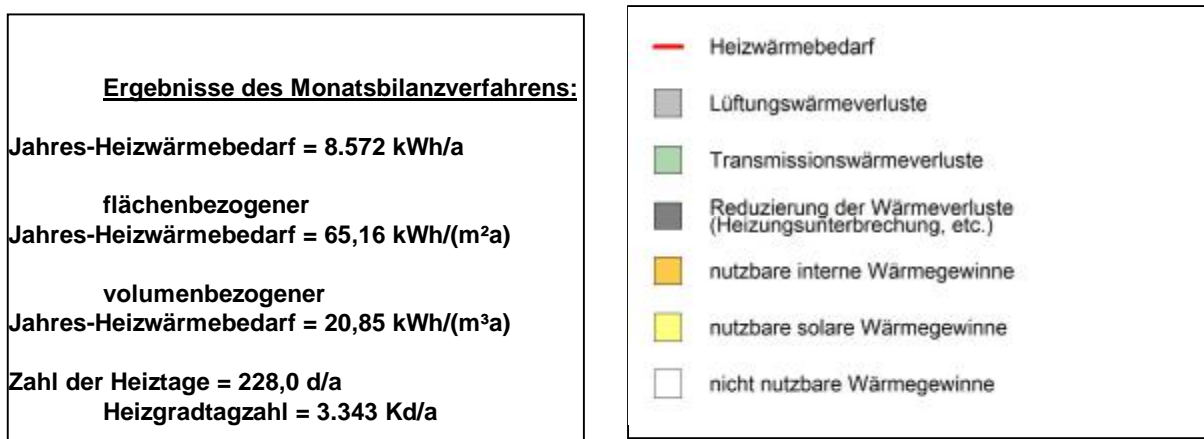 Ergebnisse des Monatsbilanzverfahrens:
Jahres-Heizwärmebedarf = 8.572 kWh/a
flächenbezogener
Jahres-Heizwärmebedarf = 65,16 kWh/(m²a)
volumenbezogener
Jahres-Heizwärmebedarf = 20,85 kWh/(m³a)
Zahl der Heiztage = 228,0 d/a
Heizgradtagzahl = 3.343 Kd/a
Heizwärmebedarf
Lüftungswärmeverluste
Transmissionswärmeverluste
Reduzierung der Wärmeverluste
(Heizungsunterbrechung, etc.)
nutzbare interne Wärmegewinne
nutzbare solare Wärmegewinne
nicht nutzbare Wärmegewinne